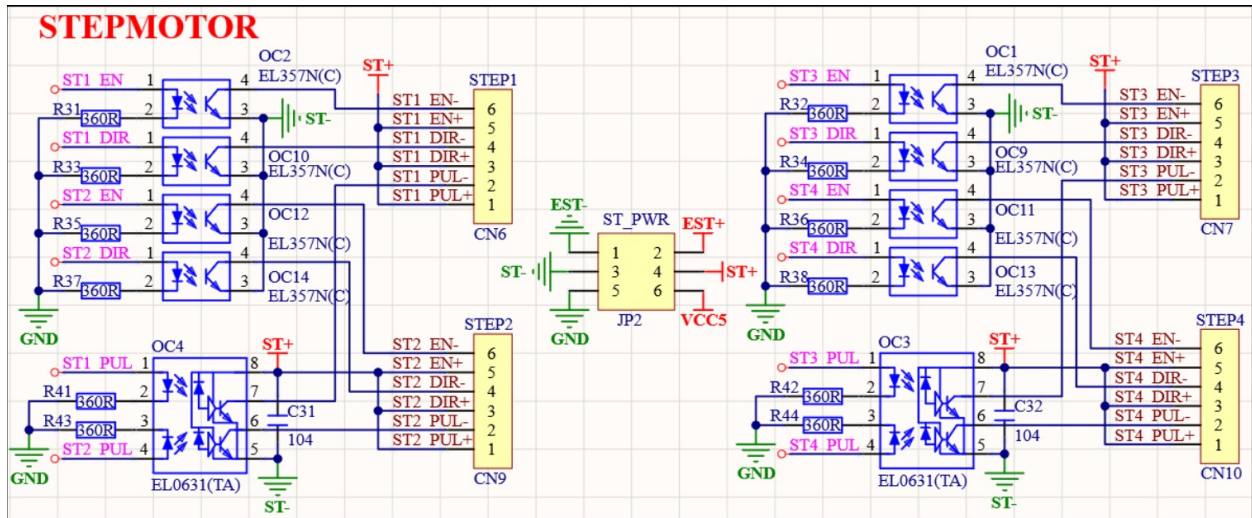 STEPMOTOR
OC2
EL357N(C)
ST1 EN
1
2
4
3
R31
360R
ST-
ST1 DIR
1
2
4
3
R33
360R
OC10
EL357N(C)
ST2 EN
1
2
4
3
R35
360R
OC12
EL357N(C)
ST2 DIR
1
2
4
3
R37
360R
OC14
EL357N(C)
GND
ST+
STEP1
ST1 EN- 6
ST1 EN+ 5
ST1 DIR- 4
ST1 DIR+ 3
ST1 PUL- 2
ST1 PUL+ 1
CN6
OC4
ST1 PUL
1
2
3
4
8
7
6
5
R41
360R
R43
360R
ST2 PUL
GND
EL0631(TA)
ST+
C31
104
ST-
STEP2
ST2 EN- 6
ST2 EN+ 5
ST2 DIR- 4
ST2 DIR+ 3
ST2 PUL- 2
ST2 PUL+ 1
CN9
EST-
ST_PWR
EST+
1 2
ST- 3 4 ST+
5 6
GND
JP2
VCC5
OC1
EL357N(C)
ST3 EN
1
2
4
3
R32
360R
ST-
ST3 DIR
1
2
4
3
R34
360R
OC9
EL357N(C)
ST4 EN
1
2
4
3
R36
360R
OC11
EL357N(C)
ST4 DIR
1
2
4
3
R38
360R
OC13
EL357N(C)
GND
ST+
STEP3
ST3 EN- 6
ST3 EN+ 5
ST3 DIR- 4
ST3 DIR+ 3
ST3 PUL- 2
ST3 PUL+ 1
CN7
OC3
ST3 PUL
1
2
3
4
8
7
6
5
R42
360R
R44
360R
ST4 PUL
GND
EL0631(TA)
ST+
C32
104
ST-
STEP4
ST4 EN- 6
ST4 EN+ 5
ST4 DIR- 4
ST4 DIR+ 3
ST4 PUL- 2
ST4 PUL+ 1
CN10